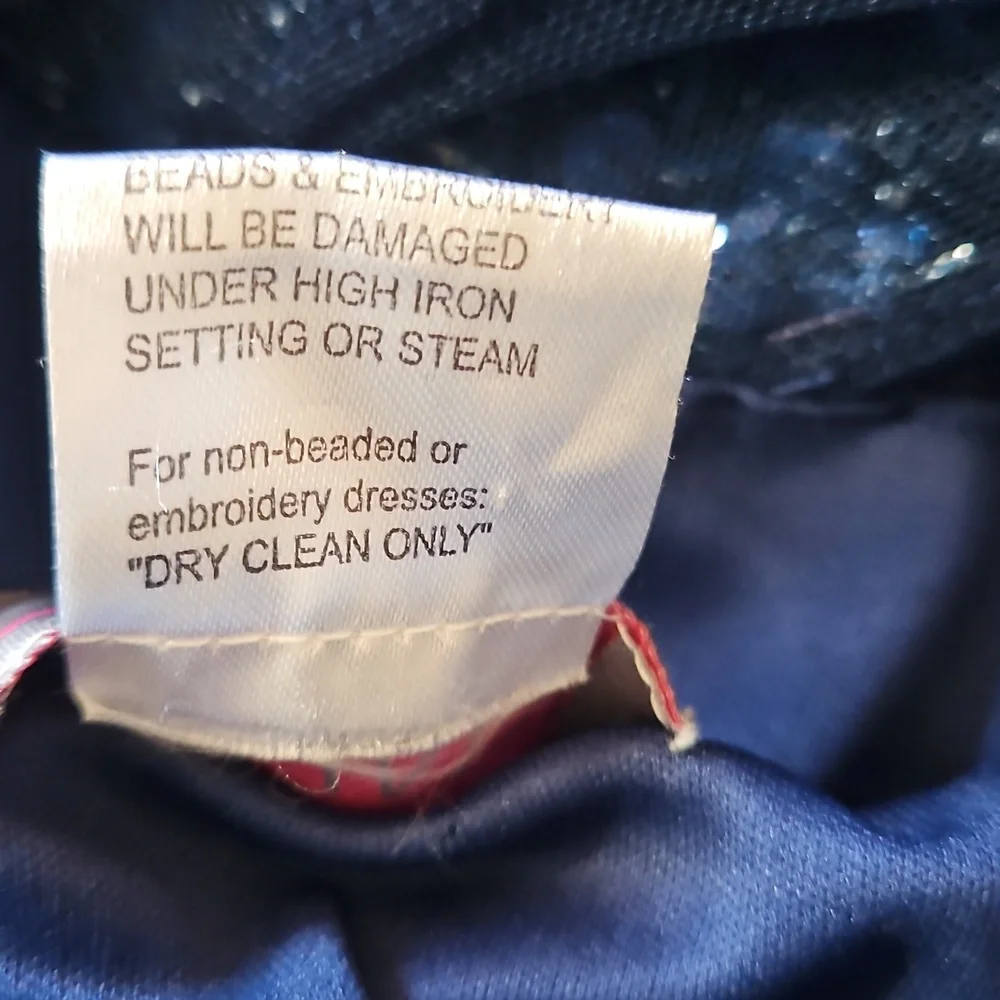 BEADS & EMBROIDERY
WILL BE DAMAGED
UNDER HIGH IRON
SETTING OR STEAM
For non-beaded or
embroidery dresses:
"DRY CLEAN ONLY"